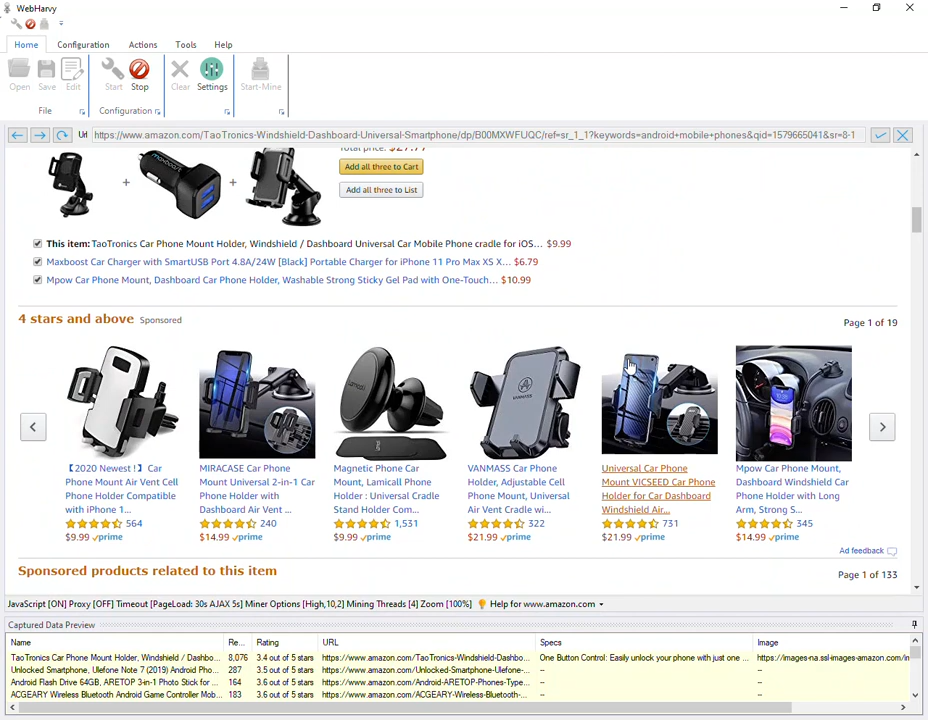 WebHarvy
Home Configuration Actions Tools Help
Open Save Edit Start Stop Clear Settings Start-Mine
File Configuration
Url https://www.amazon.com/TaoTronics-Windshield-Dashboard-Universal-Smartphone/dp/B00MXWFUQC/ref=sr_1_1?keywords=android+mobile+phones&qid=1579665041&sr=8-1
Total price: $27.77
Add all three to Cart
Add all three to List
This item: TaoTronics Car Phone Mount Holder, Windshield / Dashboard Universal Car Mobile Phone cradle for iOS… $9.99
Maxboost Car Charger with SmartUSB Port 4.8A/24W [Black] Portable Charger for iPhone 11 Pro Max XS X… $6.79
Mpow Car Phone Mount, Dashboard Car Phone Holder, Washable Strong Sticky Gel Pad with One-Touch… $10.99
4 stars and above Sponsored
Page 1 of 19
【2020 Newest !】 Car
Phone Mount Air Vent Cell
Phone Holder Compatible
with iPhone 1...
564
$9.99 prime
MIRACASE Car Phone
Mount Universal 2-in-1 Car
Phone Holder with
Dashboard Air Vent ...
240
$14.99 prime
Magnetic Phone Car
Mount, Lamicall Phone
Holder : Universal Cradle
Stand Holder Com...
1,531
$9.99 prime
VANMASS
VANMASS Car Phone
Holder, Adjustable Cell
Phone Mount, Universal
Air Vent Cradle wi...
322
$21.99 prime
Universal Car Phone
Mount VICSEED Car Phone
Holder for Car Dashboard
Windshield Air...
731
$21.99 prime
Mpow Car Phone Mount,
Dashboard Windshield Car
Phone Holder with Long
Arm, Strong S...
345
$14.99 prime
Ad feedback
Sponsored products related to this item
Page 1 of 133
JavaScript [ON] Proxy [OFF] Timeout [PageLoad: 30s AJAX 5s] Miner Options [High,10,2] Mining Threads [4] Zoom [100%] Help for www.amazon.com
Captured Data Preview
Name Re... Rating URL Specs Image
TaoTronics Car Phone Mount Holder, Windshield / Dashbo... 8,076 3.4 out of 5 stars https://www.amazon.com/TaoTronics-Windshield-Dashbo... One Button Control: Easily unlock your phone with just one ... https://images-na.ssl-images-amazon.com/im
Unlocked Smartphone, Ulefone Note 7 (2019) Android Pho... 287 3.6 out of 5 stars https://www.amazon.com/Unlocked-Smartphone-Ulefone-... -- --
Android Flash Drive 64GB, ARETOP 3-in-1 Photo Stick for ... 164 3.6 out of 5 stars https://www.amazon.com/Android-ARETOP-Phones-Type... -- --
ACGEARY Wireless Bluetooth Android Game Controller Mob... 183 3.6 out of 5 stars https://www.amazon.com/ACGEARY-Wireless-Bluetooth-... -- --